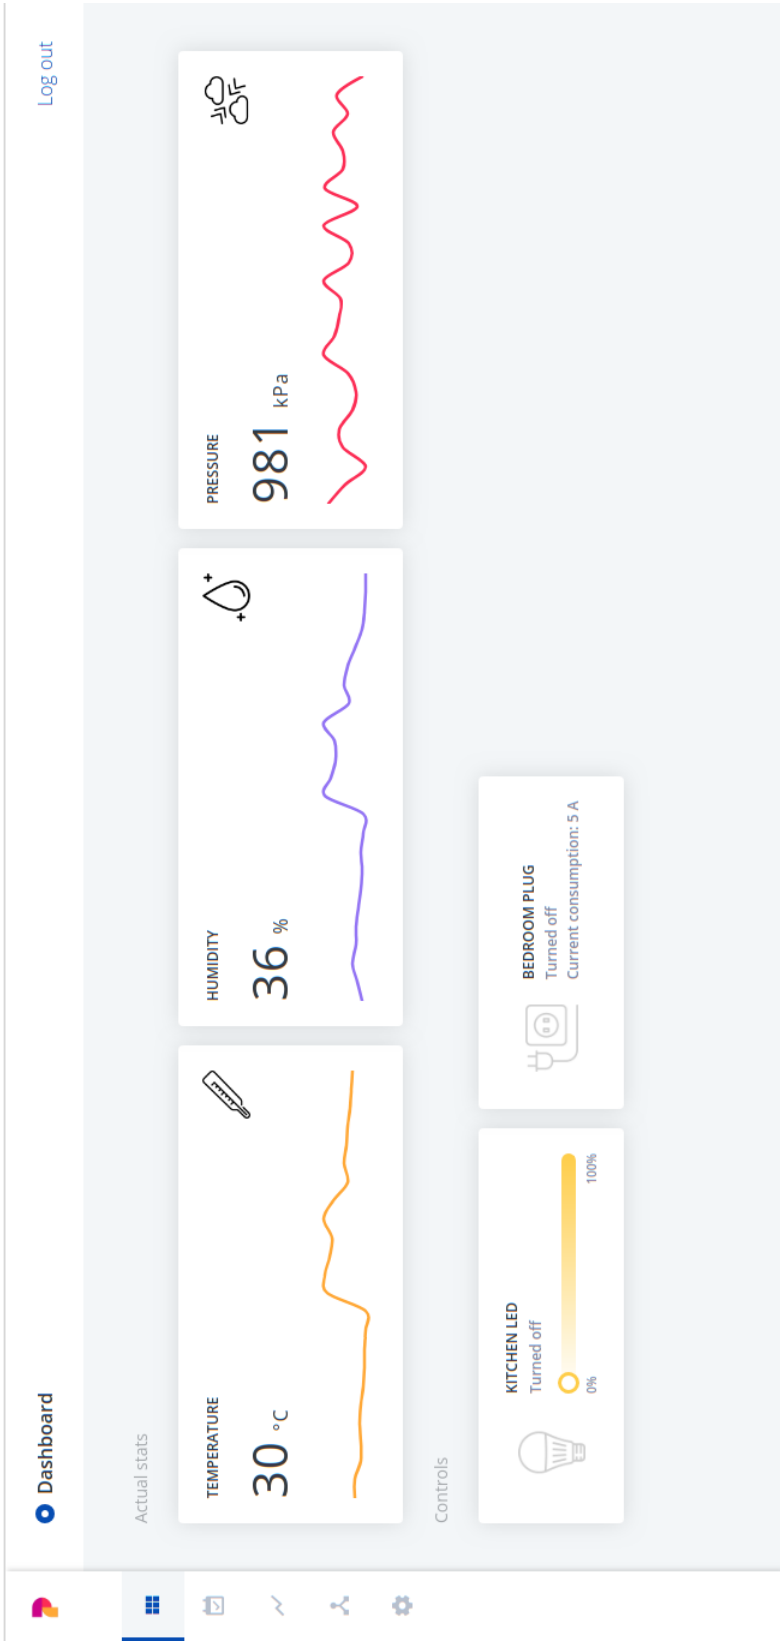 Dashboard
Log out
Actual stats
TEMPERATURE
30 °C
HUMIDITY
36 %
PRESSURE
981 kPa
Controls
KITCHEN LED
Turned off
0% 100%
BEDROOM PLUG
Turned off
Current consumption: 5 A